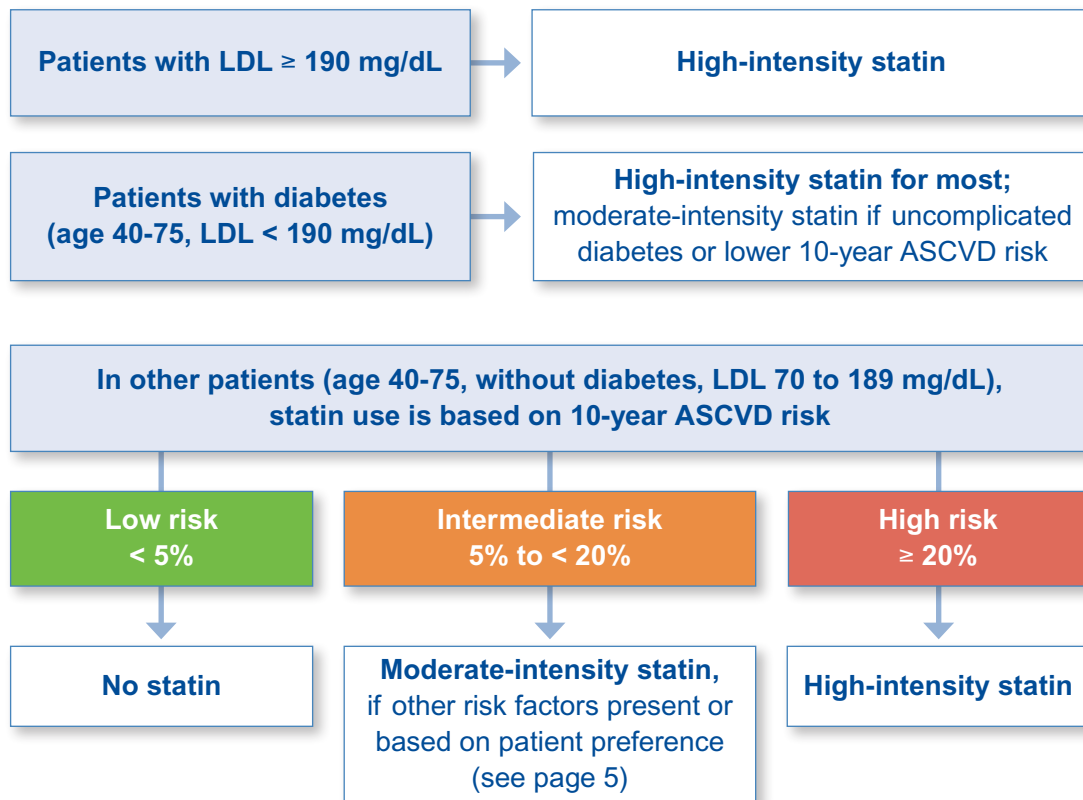 Patients with LDL ≥ 190 mg/dL
High-intensity statin
Patients with diabetes
(age 40-75, LDL < 190 mg/dL)
High-intensity statin for most;
moderate-intensity statin if uncomplicated
diabetes or lower 10-year ASCVD risk
In other patients (age 40-75, without diabetes, LDL 70 to 189 mg/dL),
statin use is based on 10-year ASCVD risk
Low risk
< 5%
Intermediate risk
5% to < 20%
High risk
≥ 20%
No statin
Moderate-intensity statin,
if other risk factors present or
based on patient preference
(see page 5)
High-intensity statin